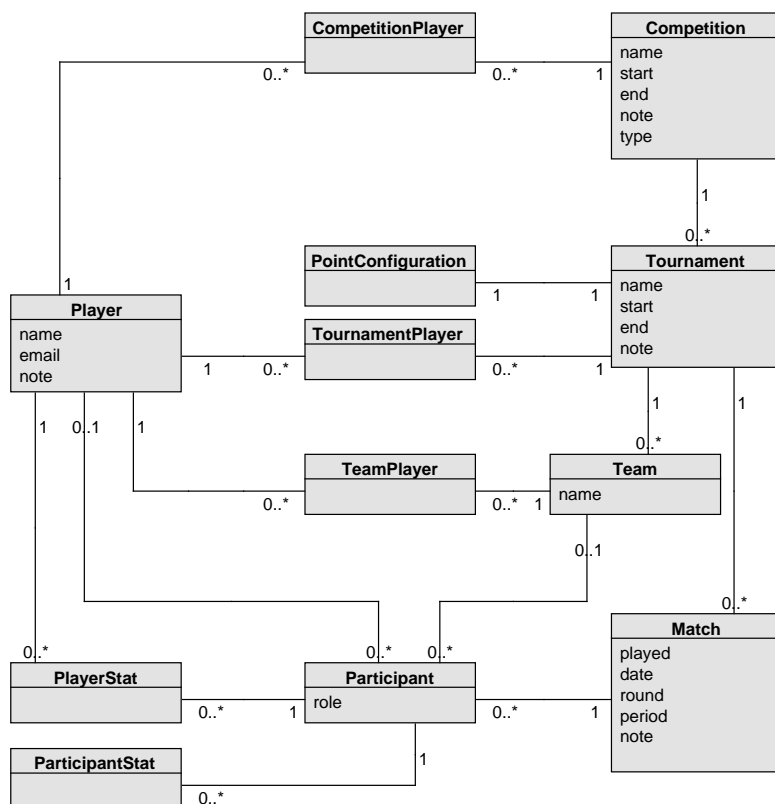 CompetitionPlayer
Competition
name
start
end
note
type
0..*
0..*
1
1
0..*
1
PointConfiguration
1
1
Tournament
name
start
end
note
Player
name
email
note
TournamentPlayer
1
0..*
0..*
1
1
0..1
1
1
1
0..*
TeamPlayer
0..*
0..*
1
Team
name
0..1
0..*
0..*
0..*
0..*
Match
played
date
round
period
note
PlayerStat
0..*
1
Participant
role
0..*
1
1
ParticipantStat
0..*